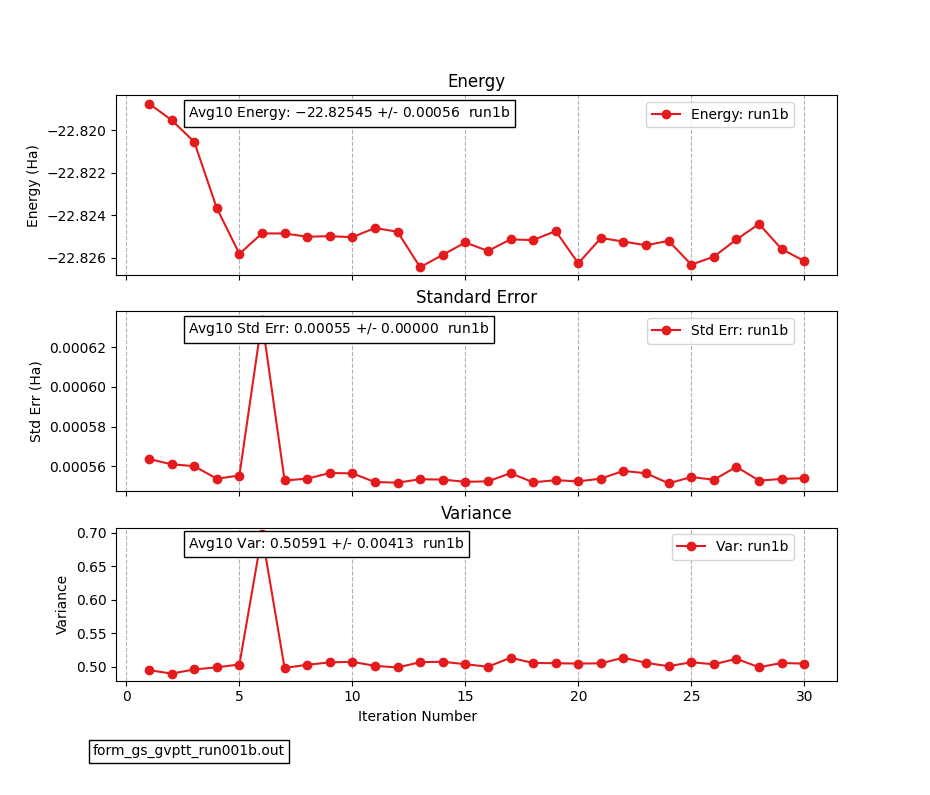 Energy
Avg10 Energy: −22.82545 +/- 0.00056  run1b
Energy: run1b
−22.820
−22.822
−22.824
−22.826
Energy (Ha)
Standard Error
Avg10 Std Err: 0.00055 +/- 0.00000  run1b
Std Err: run1b
0.00062
0.00060
0.00058
0.00056
Std Err (Ha)
Variance
Avg10 Var: 0.50591 +/- 0.00413  run1b
Var: run1b
0.70
0.65
0.60
0.55
0.50
Variance
0 5 10 15 20 25 30
Iteration Number
form_gs_gvptt_run001b.out